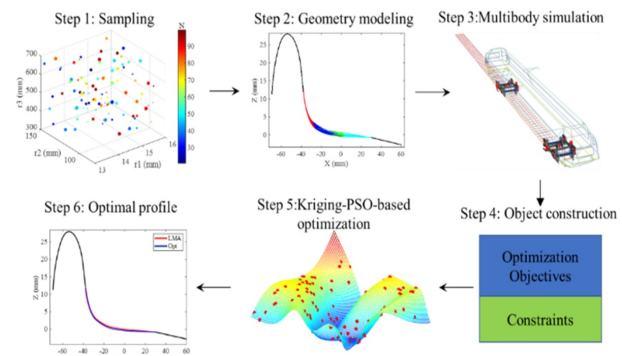 Step 1: Sampling
N
700
600
500
400
300
r3 (mm)
150
100
r2 (mm)
13
14
15
16
r1 (mm)
90
80
70
60
50
40
30
Step 2: Geometry modeling
25
20
15
10
5
0
Z (mm)
-60 -40 -20 0 20 40 60
X (mm)
Step 3:Multibody simulation
Step 4: Object construction
Optimization
Objectives
Constraints
Step 5:Kriging-PSO-based
optimization
Step 6: Optimal profile
LMA
Opt
25
20
15
10
5
0
Z (mm)
-60 -40 -20 0 20 40 60